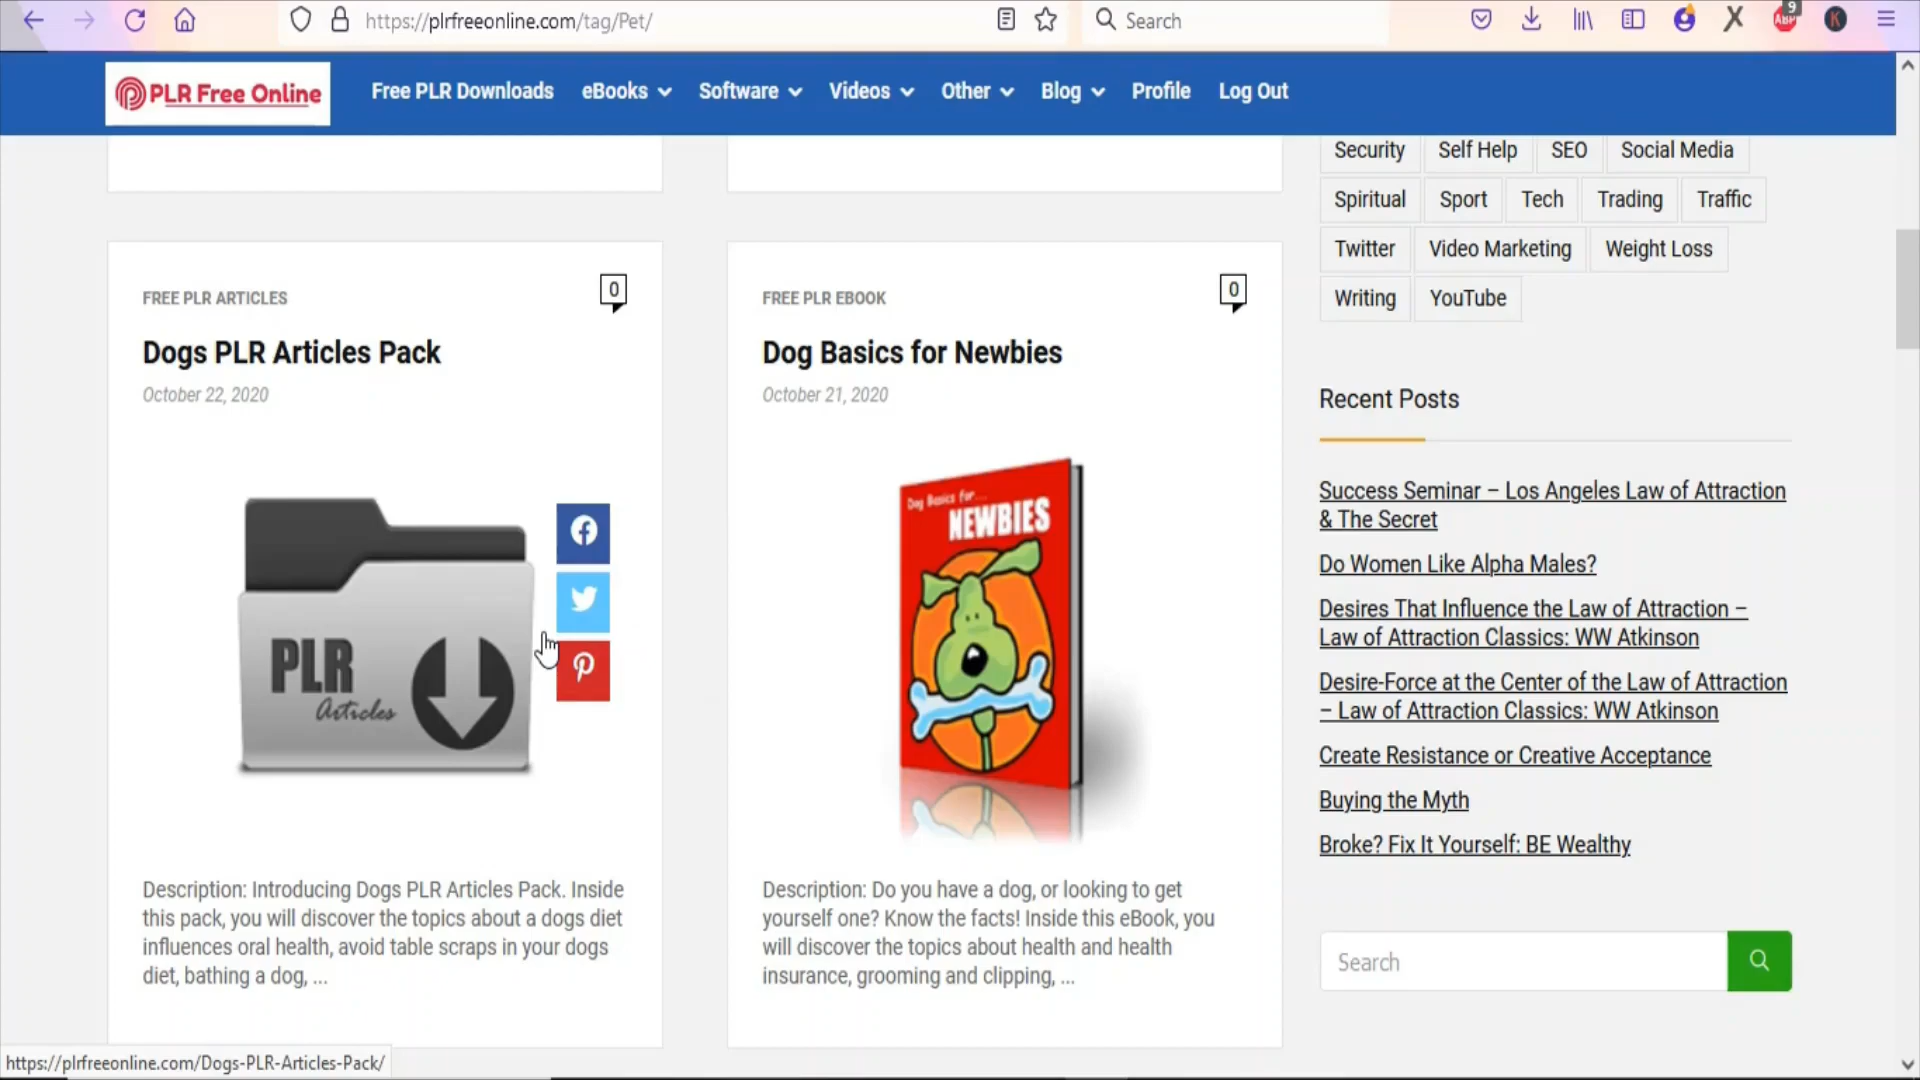 https://plrfreeonline.com/tag/Pet/
Search
9
ABP
K
PLR Free Online
Free PLR Downloads
eBooks
Software
Videos
Other
Blog
Profile
Log Out
Security
Self Help
SEO
Social Media
Spiritual
Sport
Tech
Trading
Traffic
Twitter
Video Marketing
Weight Loss
Writing
YouTube
FREE PLR ARTICLES
0
Dogs PLR Articles Pack
October 22, 2020
PLR
Articles
Description: Introducing Dogs PLR Articles Pack. Inside
this pack, you will discover the topics about a dogs diet
influences oral health, avoid table scraps in your dogs
diet, bathing a dog, ...
FREE PLR EBOOK
0
Dog Basics for Newbies
October 21, 2020
Dog Basics for...
NEWBIES
Description: Do you have a dog, or looking to get
yourself one? Know the facts! Inside this eBook, you
will discover the topics about health and health
insurance, grooming and clipping, ...
Recent Posts
Success Seminar – Los Angeles Law of Attraction
& The Secret
Do Women Like Alpha Males?
Desires That Influence the Law of Attraction –
Law of Attraction Classics: WW Atkinson
Desire-Force at the Center of the Law of Attraction
– Law of Attraction Classics: WW Atkinson
Create Resistance or Creative Acceptance
Buying the Myth
Broke? Fix It Yourself: BE Wealthy
Search
https://plrfreeonline.com/Dogs-PLR-Articles-Pack/